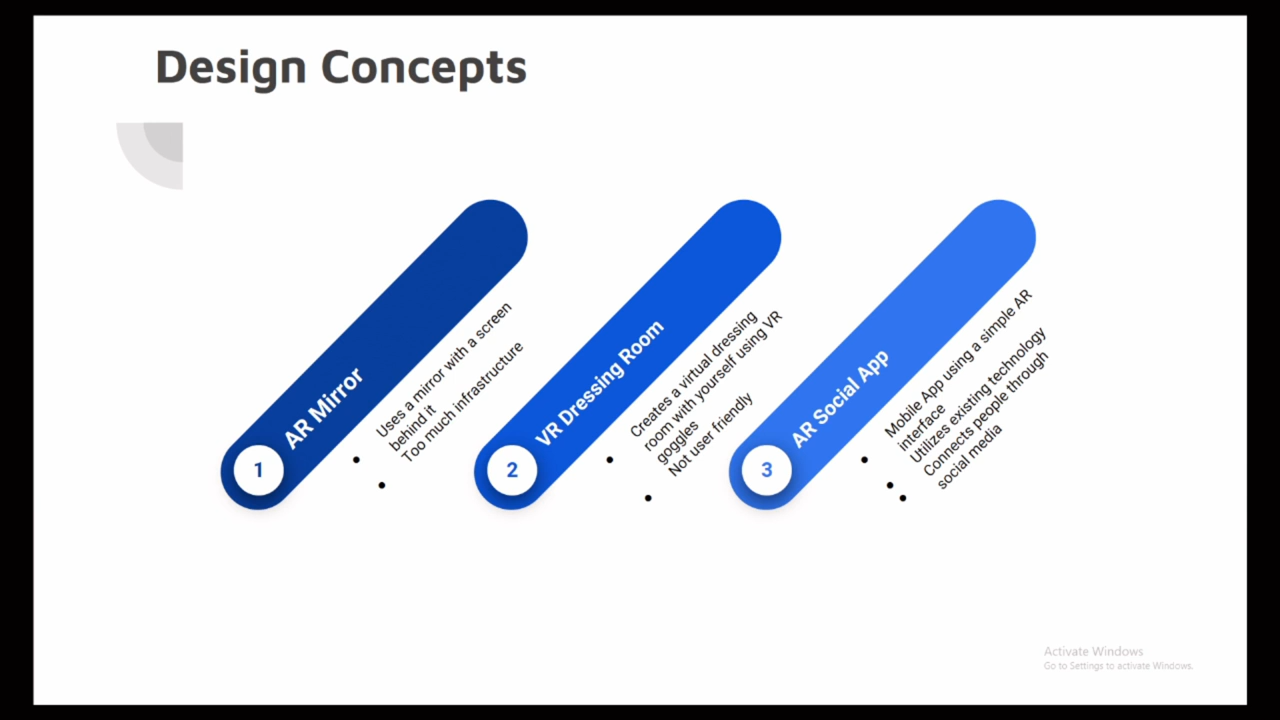 Design Concepts
1
AR Mirror
Uses a mirror with a screen
behind it
Too much infrastructure
2
VR Dressing Room
Creates a virtual dressing
room with yourself using VR
goggles
Not user friendly
3
AR Social App
Mobile App using a simple AR
interface
Utilizes existing technology
Connects people through
social media
Activate Windows
Go to Settings to activate Windows.